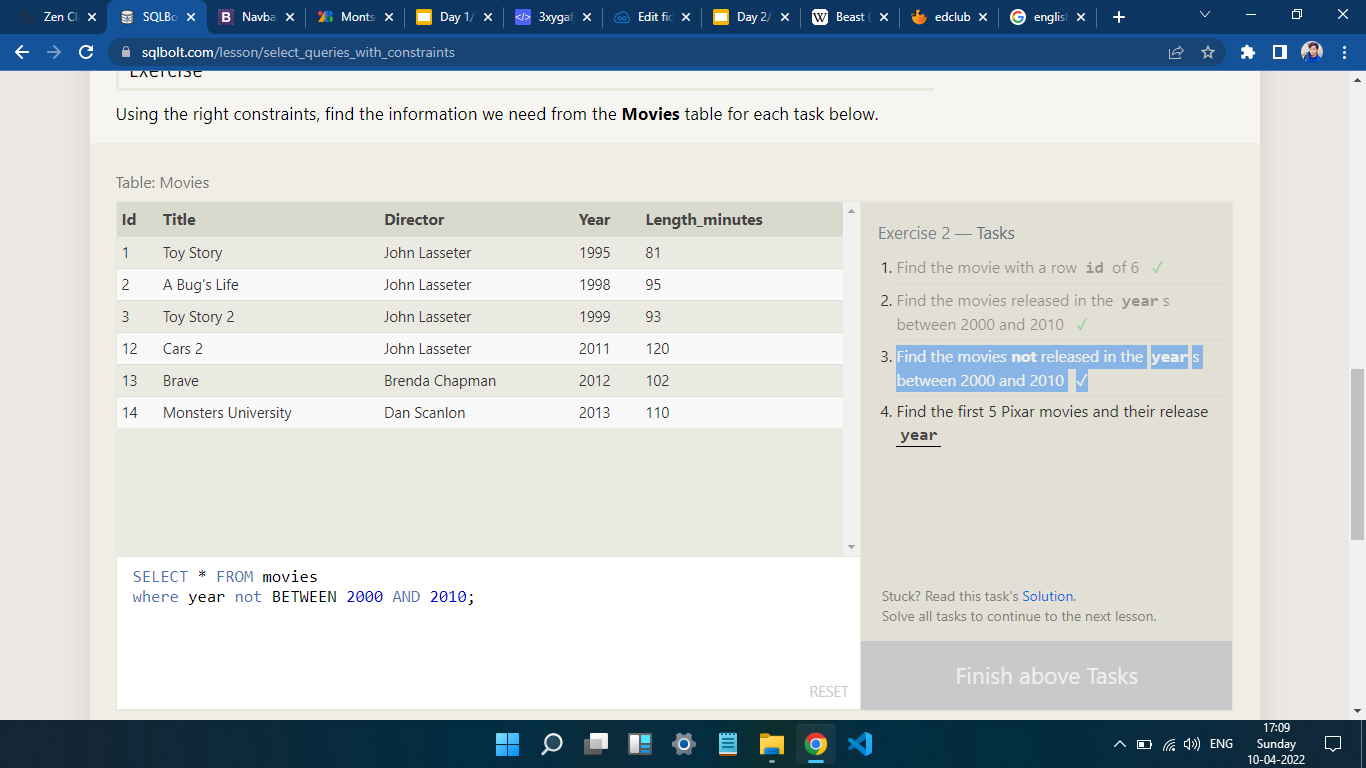 Zen Cl
SQLBo
Navba
Monts
Day 1/
3xygaf
Edit fic
Day 2/
Beast (
edclub
englis
sqlbolt.com/lesson/select_queries_with_constraints
Exercise
Using the right constraints, find the information we need from the Movies table for each task below.
Table: Movies
Id Title Director Year Length_minutes
1 Toy Story John Lasseter 1995 81
2 A Bug's Life John Lasseter 1998 95
3 Toy Story 2 John Lasseter 1999 93
12 Cars 2 John Lasseter 2011 120
13 Brave Brenda Chapman 2012 102
14 Monsters University Dan Scanlon 2013 110
SELECT * FROM movies
where year not BETWEEN 2000 AND 2010;
RESET
Exercise 2 — Tasks
1. Find the movie with a row id of 6 ✓
2. Find the movies released in the year s
between 2000 and 2010 ✓
3. Find the movies not released in the year s
between 2000 and 2010 ✓
4. Find the first 5 Pixar movies and their release
year
Stuck? Read this task's Solution.
Solve all tasks to continue to the next lesson.
Finish above Tasks
ENG
17:09
Sunday
10-04-2022